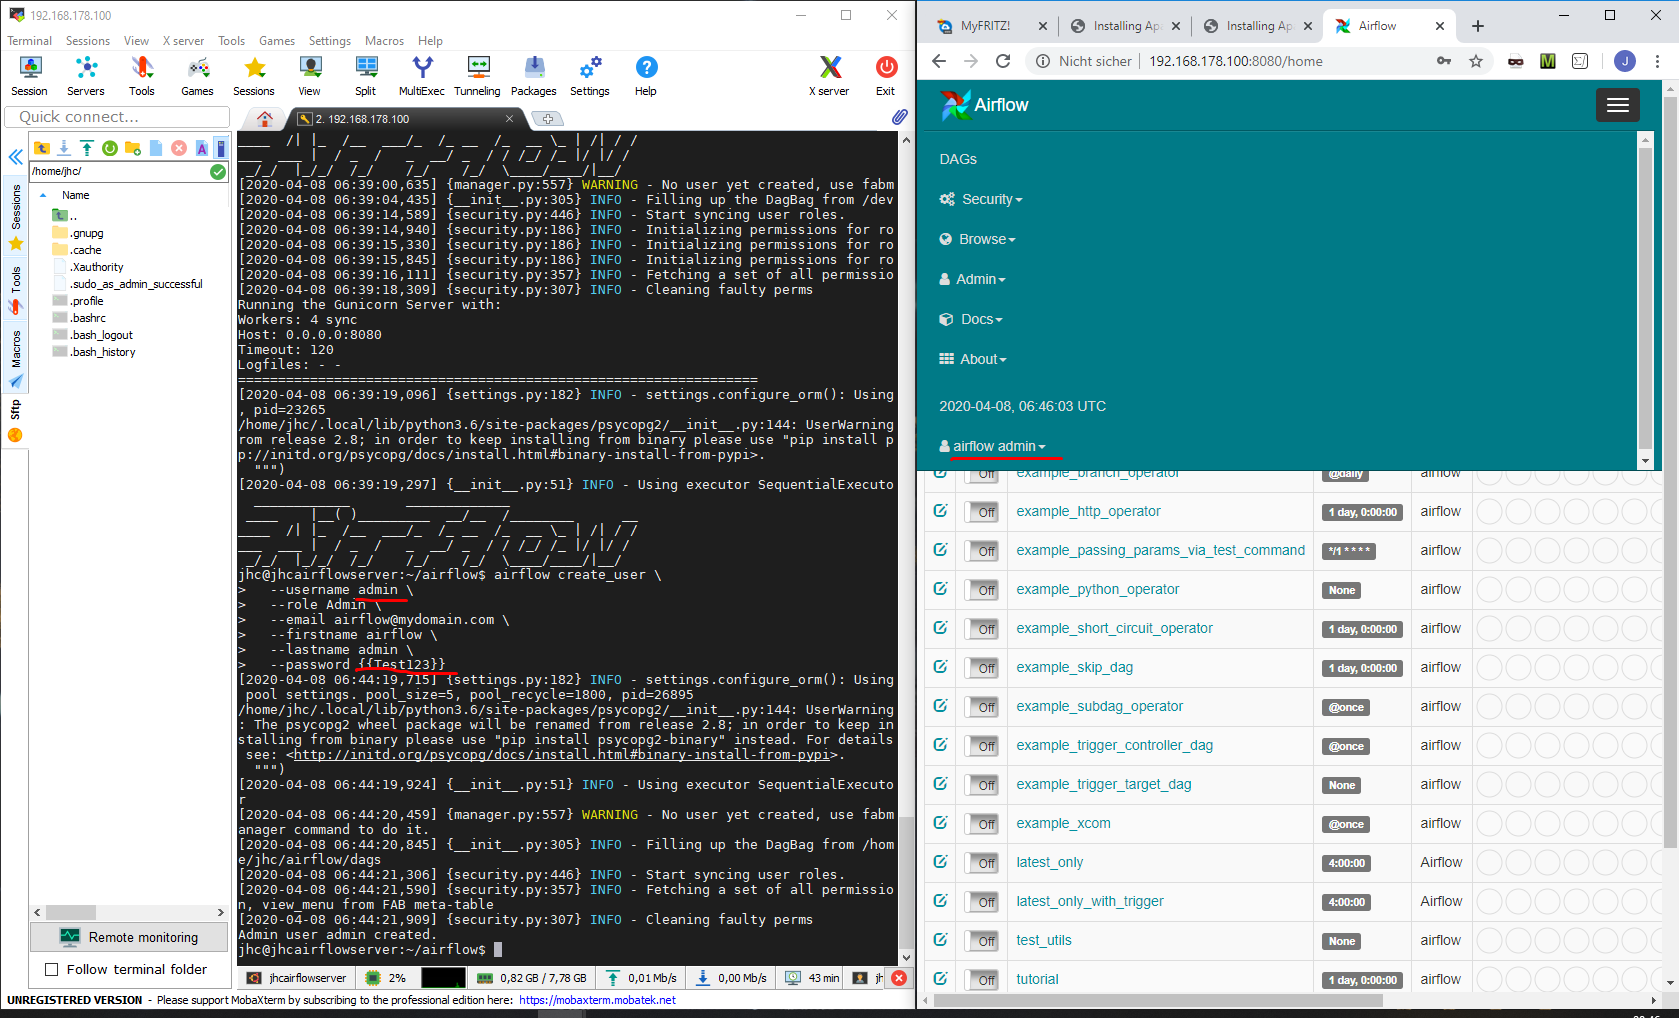 192.168.178.100
Terminal Sessions View X server Tools Games Settings Macros Help
Session Servers Tools Games Sessions View Split MultiExec Tunneling Packages Settings Help X server Exit
Quick connect...
2. 192.168.178.100
/home/jhc/
Name
..
.gnupg
.cache
.Xauthority
.sudo_as_admin_successful
.profile
.bashrc
.bash_logout
.bash_history
Sessions
Tools
Macros
Sftp
Remote monitoring
Follow terminal folder
[2020-04-08 06:39:00,635] {manager.py:557} WARNING - No user yet created, use fabm
[2020-04-08 06:39:04,435] {__init__.py:305} INFO - Filling up the DagBag from /dev
[2020-04-08 06:39:14,589] {security.py:446} INFO - Start syncing user roles.
[2020-04-08 06:39:14,940] {security.py:186} INFO - Initializing permissions for ro
[2020-04-08 06:39:15,330] {security.py:186} INFO - Initializing permissions for ro
[2020-04-08 06:39:15,845] {security.py:186} INFO - Initializing permissions for ro
[2020-04-08 06:39:16,111] {security.py:357} INFO - Fetching a set of all permissio
[2020-04-08 06:39:18,309] {security.py:307} INFO - Cleaning faulty perms
Running the Gunicorn Server with:
Workers: 4 sync
Host: 0.0.0.0:8080
Timeout: 120
Logfiles: - -
=================================================================
[2020-04-08 06:39:19,096] {settings.py:182} INFO - settings.configure_orm(): Using
, pid=23265
/home/jhc/.local/lib/python3.6/site-packages/psycopg2/__init__.py:144: UserWarning
rom release 2.8; in order to keep installing from binary please use "pip install p
p://initd.org/psycopg/docs/install.html#binary-install-from-pypi>.
""")
[2020-04-08 06:39:19,297] {__init__.py:51} INFO - Using executor SequentialExecuto
jhc@jhcairflowserver:~/airflow$ airflow create_user \
> --username admin \
> --role Admin \
> --email airflow@mydomain.com \
> --firstname airflow \
> --lastname admin \
> --password {{Test123}}
[2020-04-08 06:44:19,715] {settings.py:182} INFO - settings.configure_orm(): Using
pool settings. pool_size=5, pool_recycle=1800, pid=26895
/home/jhc/.local/lib/python3.6/site-packages/psycopg2/__init__.py:144: UserWarning
: The psycopg2 wheel package will be renamed from release 2.8; in order to keep in
stalling from binary please use "pip install psycopg2-binary" instead. For details
see: <http://initd.org/psycopg/docs/install.html#binary-install-from-pypi>.
""")
[2020-04-08 06:44:19,924] {__init__.py:51} INFO - Using executor SequentialExecuto
r
[2020-04-08 06:44:20,459] {manager.py:557} WARNING - No user yet created, use fabm
anager command to do it.
[2020-04-08 06:44:20,845] {__init__.py:305} INFO - Filling up the DagBag from /hom
e/jhc/airflow/dags
[2020-04-08 06:44:21,306] {security.py:446} INFO - Start syncing user roles.
[2020-04-08 06:44:21,590] {security.py:357} INFO - Fetching a set of all permissio
n, view_menu from FAB meta-table
[2020-04-08 06:44:21,909] {security.py:307} INFO - Cleaning faulty perms
Admin user admin created.
jhc@jhcairflowserver:~/airflow$
jhcairflowserver 2% 0,82 GB / 7,78 GB 0,01 Mb/s 0,00 Mb/s 43 min jh
UNREGISTERED VERSION - Please support MobaXterm by subscribing to the professional edition here: https://mobaxterm.mobatek.net
MyFRITZ! Installing Ap Installing Ap Airflow
Nicht sicher 192.168.178.100:8080/home J
Airflow
DAGs
Security
Browse
Admin
Docs
About
2020-04-08, 06:46:03 UTC
airflow admin
example_branch_operator @daily airflow
Off example_http_operator 1 day, 0:00:00 airflow
Off example_passing_params_via_test_command */1 * * * * airflow
Off example_python_operator None airflow
Off example_short_circuit_operator 1 day, 0:00:00 airflow
Off example_skip_dag 1 day, 0:00:00 airflow
Off example_subdag_operator @once airflow
Off example_trigger_controller_dag @once airflow
Off example_trigger_target_dag None airflow
Off example_xcom @once airflow
Off latest_only 4:00:00 Airflow
Off latest_only_with_trigger 4:00:00 Airflow
Off test_utils None airflow
Off tutorial 1 day, 0:00:00 airflow